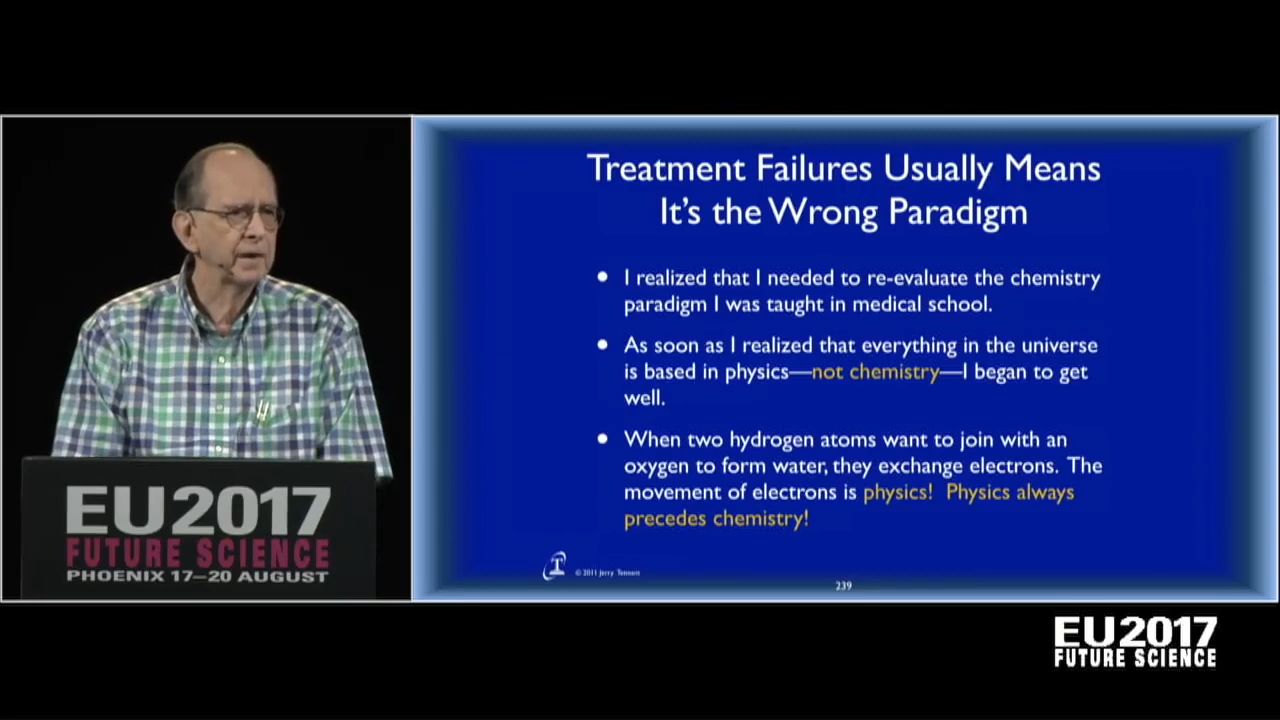 Treatment Failures Usually Means
It's the Wrong Paradigm
• I realized that I needed to re-evaluate the chemistry
paradigm I was taught in medical school.
• As soon as I realized that everything in the universe
is based in physics—not chemistry—I began to get
well.
• When two hydrogen atoms want to join with an
oxygen to form water, they exchange electrons. The
movement of electrons is physics! Physics always
precedes chemistry!
T
© 2011 Jerry Tennant
239
EU2017
FUTURE SCIENCE
PHOENIX 17–20 AUGUST
EU2017
FUTURE SCIENCE